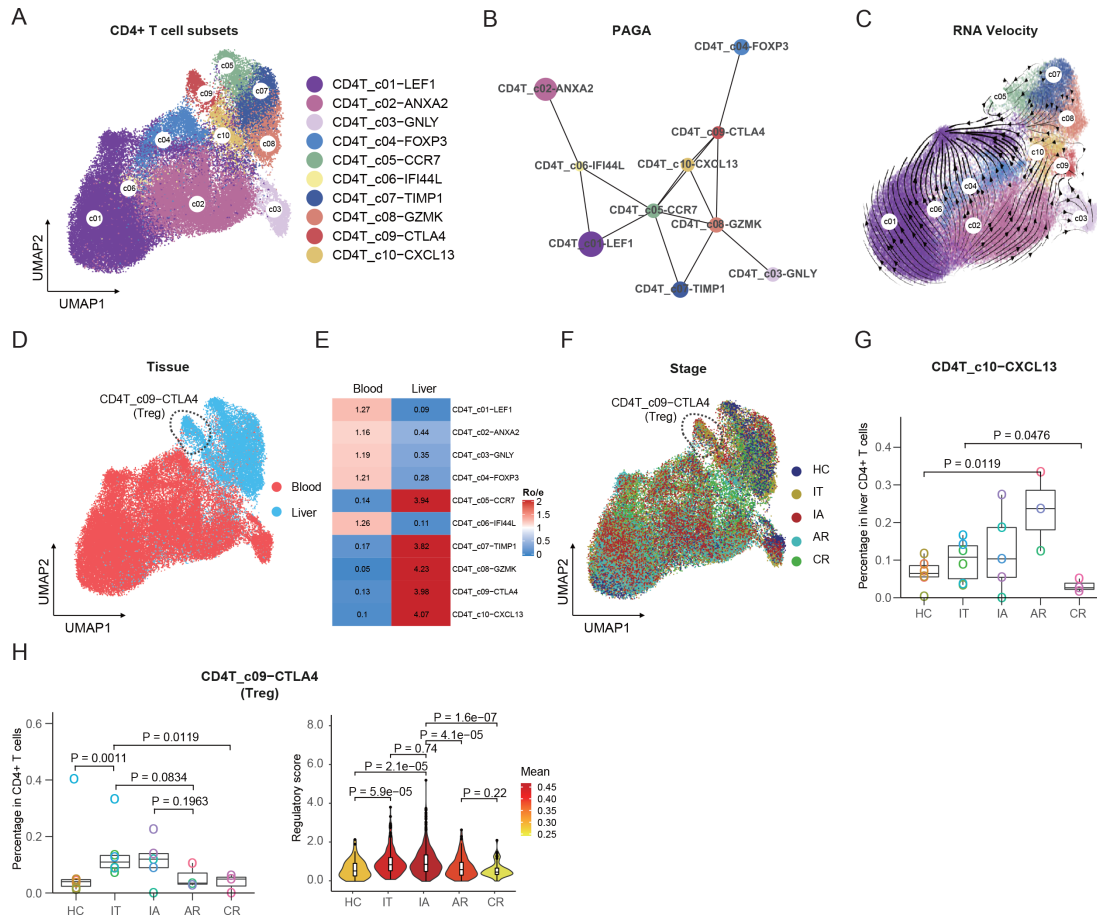 A
CD4+ T cell subsets
c05
c09
c07
c10
c04
c08
c06
c02
c03
c01
UMAP2
UMAP1
CD4T_c01−LEF1
CD4T_c02−ANXA2
CD4T_c03−GNLY
CD4T_c04−FOXP3
CD4T_c05−CCR7
CD4T_c06−IFI44L
CD4T_c07−TIMP1
CD4T_c08−GZMK
CD4T_c09−CTLA4
CD4T_c10−CXCL13
B
PAGA
CD4T_c04−FOXP3
CD4T_c02−ANXA2
CD4T_c09−CTLA4
CD4T_c06−IFI44L
CD4T_c10−CXCL13
CD4T_c05−CCR7
CD4T_c08−GZMK
CD4T_c01−LEF1
CD4T_c03−GNLY
CD4T_c07−TIMP1
C
RNA Velocity
c07
c05
c08
c10
c09
c04
c06
c01
c02
c03
D
Tissue
CD4T_c09−CTLA4
(Treg)
Blood
Liver
UMAP2
UMAP1
E
Blood Liver
1.27 0.09 CD4T_c01−LEF1
1.16 0.44 CD4T_c02−ANXA2
1.19 0.35 CD4T_c03−GNLY
1.21 0.28 CD4T_c04−FOXP3
0.14 3.94 CD4T_c05−CCR7
1.26 0.11 CD4T_c06−IFI44L
0.17 3.82 CD4T_c07−TIMP1
0.05 4.23 CD4T_c08−GZMK
0.13 3.98 CD4T_c09−CTLA4
0.1 4.07 CD4T_c10−CXCL13
Ro/e
2
1.5
1
0.5
0
F
Stage
CD4T_c09−CTLA4
(Treg)
HC
IT
IA
AR
CR
UMAP2
UMAP1
G
CD4T_c10−CXCL13
Percentage in liver CD4+ T cells
P = 0.0476
P = 0.0119
0.4
0.3
0.2
0.1
0.0
HC IT IA AR CR
H
CD4T_c09−CTLA4
(Treg)
Percentage in CD4+ T cells
0.6
0.4
0.2
0.0
P = 0.0119
P = 0.0011
P = 0.0834
P = 0.1963
HC IT IA AR CR
Regulatory score
8.0
6.0
4.0
2.0
0.0
P = 1.6e−07
P = 4.1e−05
P = 0.74
P = 2.1e−05
P = 5.9e−05
P = 0.22
HC IT IA AR CR
Mean
0.45
0.40
0.35
0.30
0.25